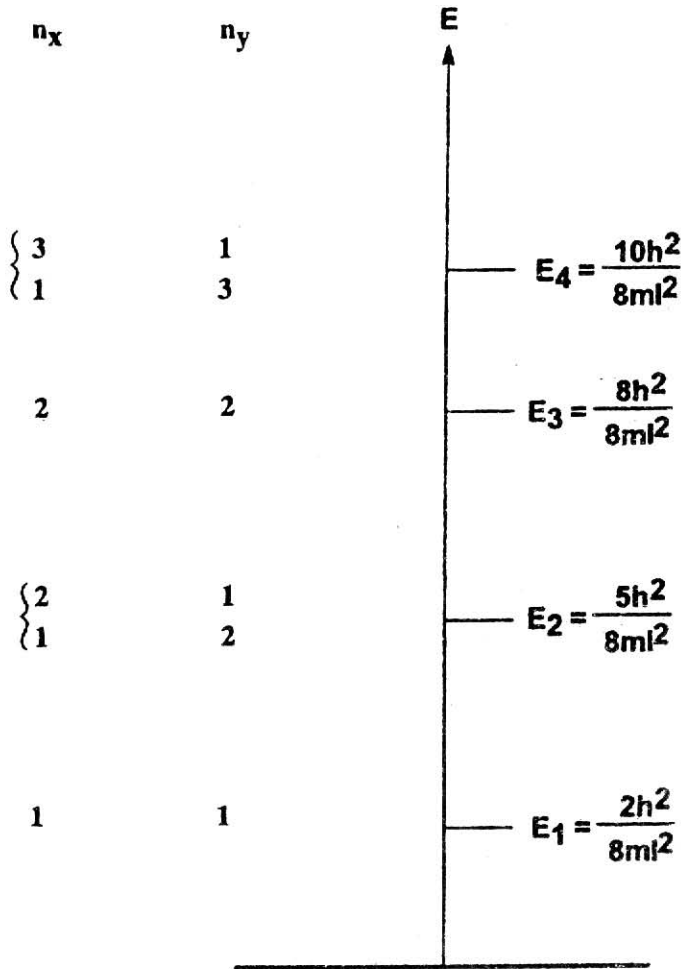 nx ny E
3 1
1 3
E4 = 10h²/8ml²
2 2 E3 = 8h²/8ml²
2 1
1 2
E2 = 5h²/8ml²
1 1 E1 = 2h²/8ml²